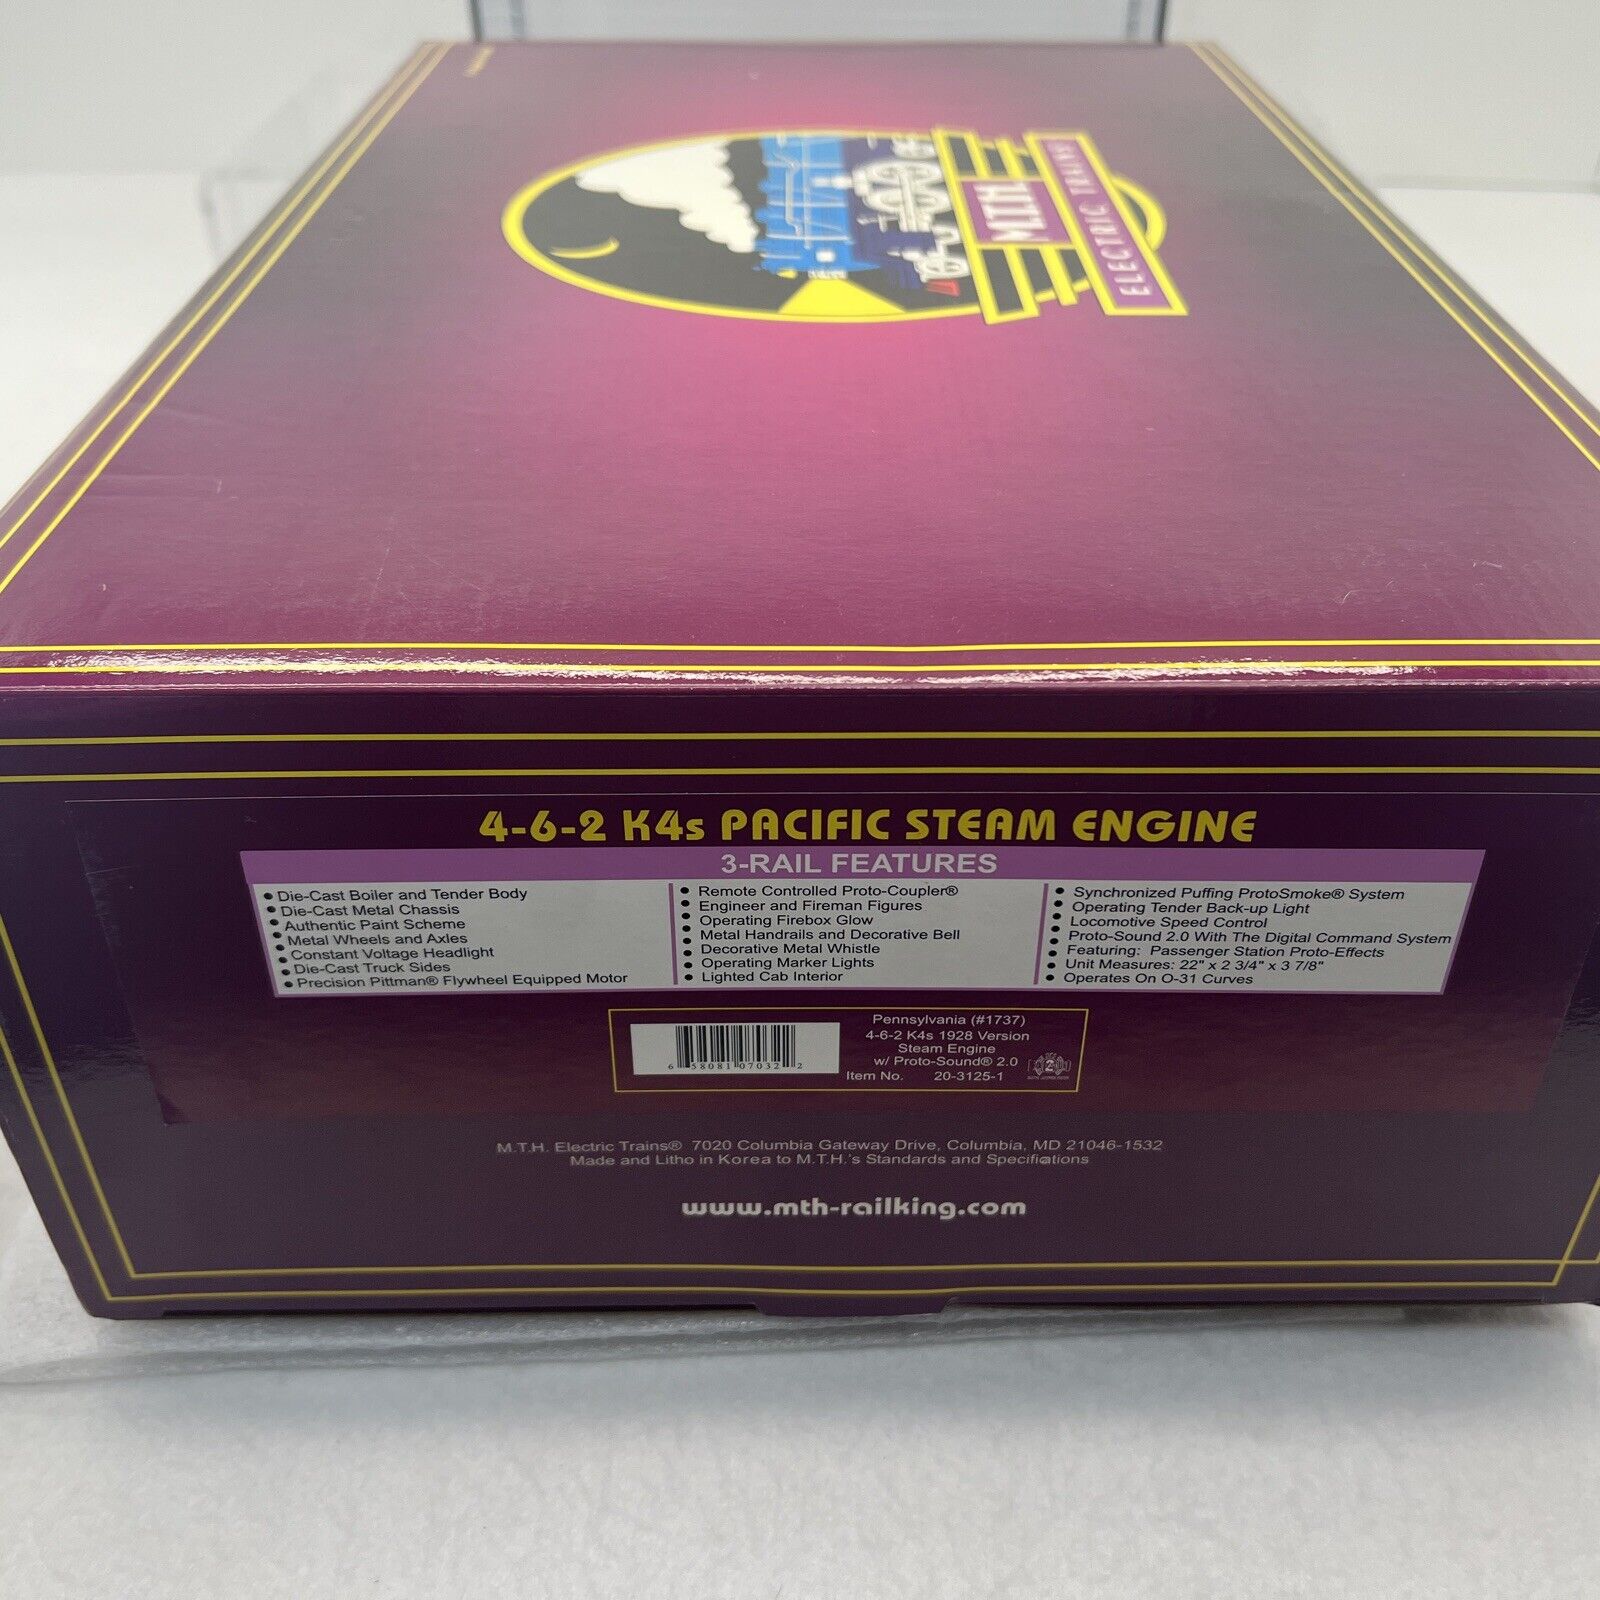 M.T.H.
ELECTRIC TRAINS
4-6-2 K4s PACIFIC STEAM ENGINE
3-RAIL FEATURES
• Die-Cast Boiler and Tender Body
• Die-Cast Metal Chassis
• Authentic Paint Scheme
• Metal Wheels and Axles
• Constant Voltage Headlight
• Die-Cast Truck Sides
• Precision Pittman® Flywheel Equipped Motor
• Remote Controlled Proto-Coupler®
• Engineer and Fireman Figures
• Operating Firebox Glow
• Metal Handrails and Decorative Bell
• Decorative Metal Whistle
• Operating Marker Lights
• Lighted Cab Interior
• Synchronized Puffing ProtoSmoke® System
• Operating Tender Back-up Light
• Locomotive Speed Control
• Proto-Sound 2.0 With The Digital Command System
• Featuring: Passenger Station Proto-Effects
• Unit Measures: 22" x 2 3/4" x 3 7/8"
• Operates On O-31 Curves
6 58081 07032 2
Pennsylvania (#1737)
4-6-2 K4s 1928 Version
Steam Engine
w/ Proto-Sound® 2.0
Item No. 20-3125-1
M.T.H. Electric Trains® 7020 Columbia Gateway Drive, Columbia, MD 21046-1532
Made and Litho in Korea to M.T.H.'s Standards and Specifications
www.mth-railking.com